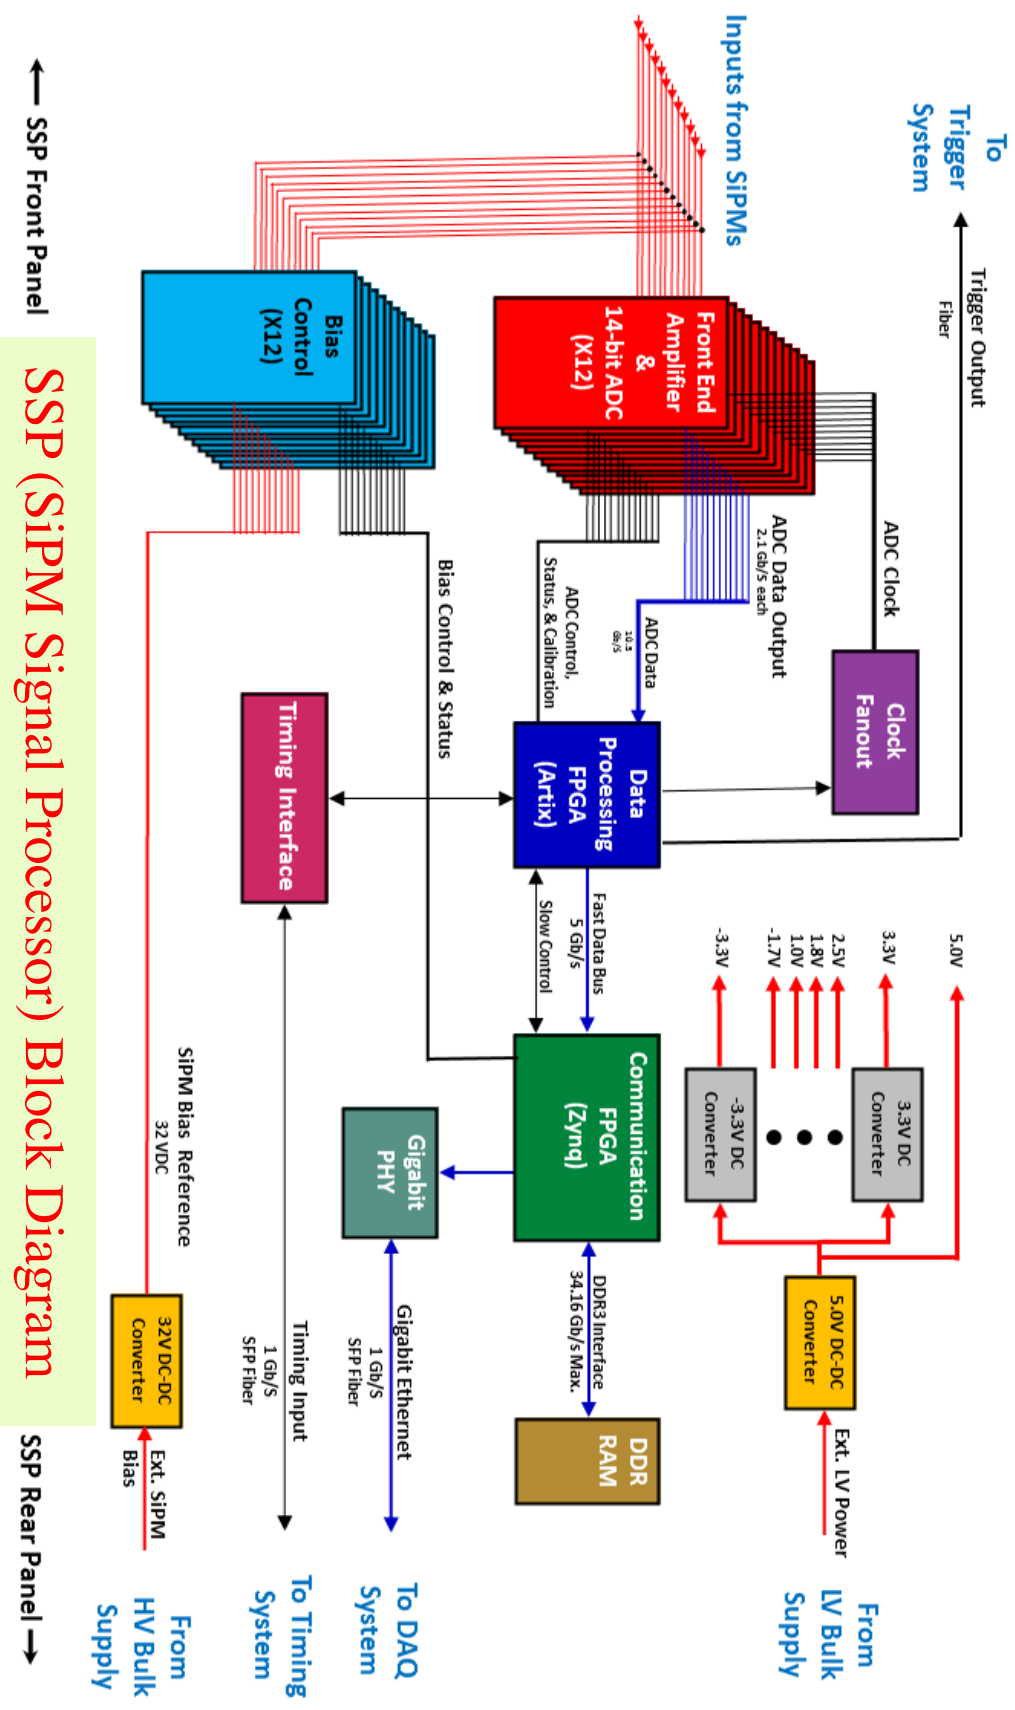 To
Trigger
System
Trigger Output
Fiber
Inputs from SiPMs
Front End
Amplifier
&
14-bit ADC
(X12)
ADC Clock
Clock
Fanout
ADC Data Output
2.1 Gb/S each
ADC Data
10.5
Gb/S
ADC Control,
Status, & Calibration
Data
Processing
FPGA
(Artix)
Fast Data Bus
5 Gb/s
Slow Control
Communication
FPGA
(Zynq)
DDR3 Interface
34.16 Gb/s Max.
DDR
RAM
5.0V
3.3V
2.5V
1.8V
1.0V
-1.7V
-3.3V
3.3V DC
Converter
-3.3V DC
Converter
5.0V DC-DC
Converter
Ext. LV Power
From
LV Bulk
Supply
Bias
Control
(X12)
Bias Control & Status
Timing Interface
Gigabit
PHY
Gigabit Ethernet
1 Gb/S
SFP Fiber
To DAQ
System
Timing Input
1 Gb/S
SFP Fiber
To Timing
System
SiPM Bias Reference
32 VDC
32V DC-DC
Converter
Ext. SiPM
Bias
From
HV Bulk
Supply
← SSP Front Panel
SSP (SiPM Signal Processor) Block Diagram
SSP Rear Panel →